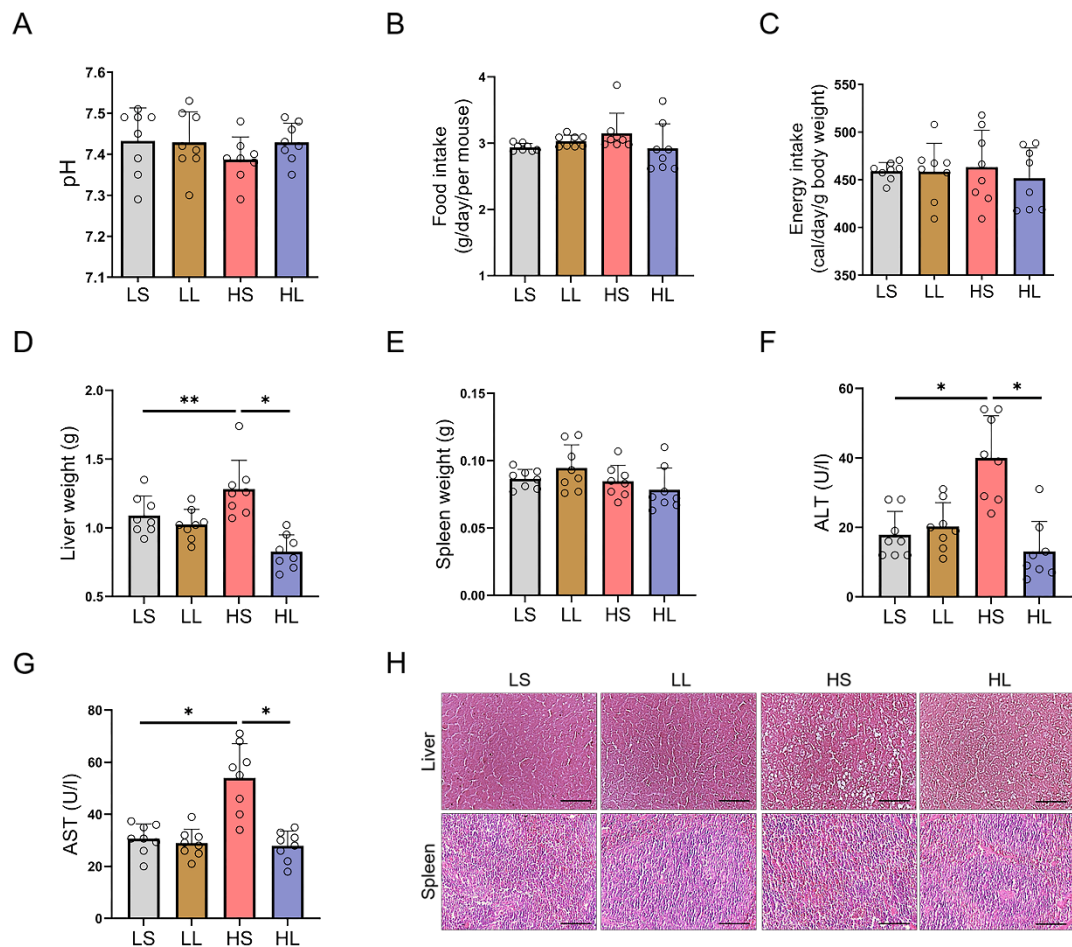 A
pH
7.6
7.5
7.4
7.3
7.2
7.1
LS LL HS HL
B
Food intake
(g/day/per mouse)
4
3
2
1
LS LL HS HL
C
Energy intake
(cal/day/g body weight)
550
500
450
400
350
LS LL HS HL
D
Liver weight (g)
2.0
1.5
1.0
0.5
** *
LS LL HS HL
E
Spleen weight (g)
0.15
0.10
0.05
0.00
LS LL HS HL
F
ALT (U/l)
60
40
20
0
* *
LS LL HS HL
G
AST (U/l)
80
60
40
20
0
* *
LS LL HS HL
H
LS LL HS HL
Liver
Spleen